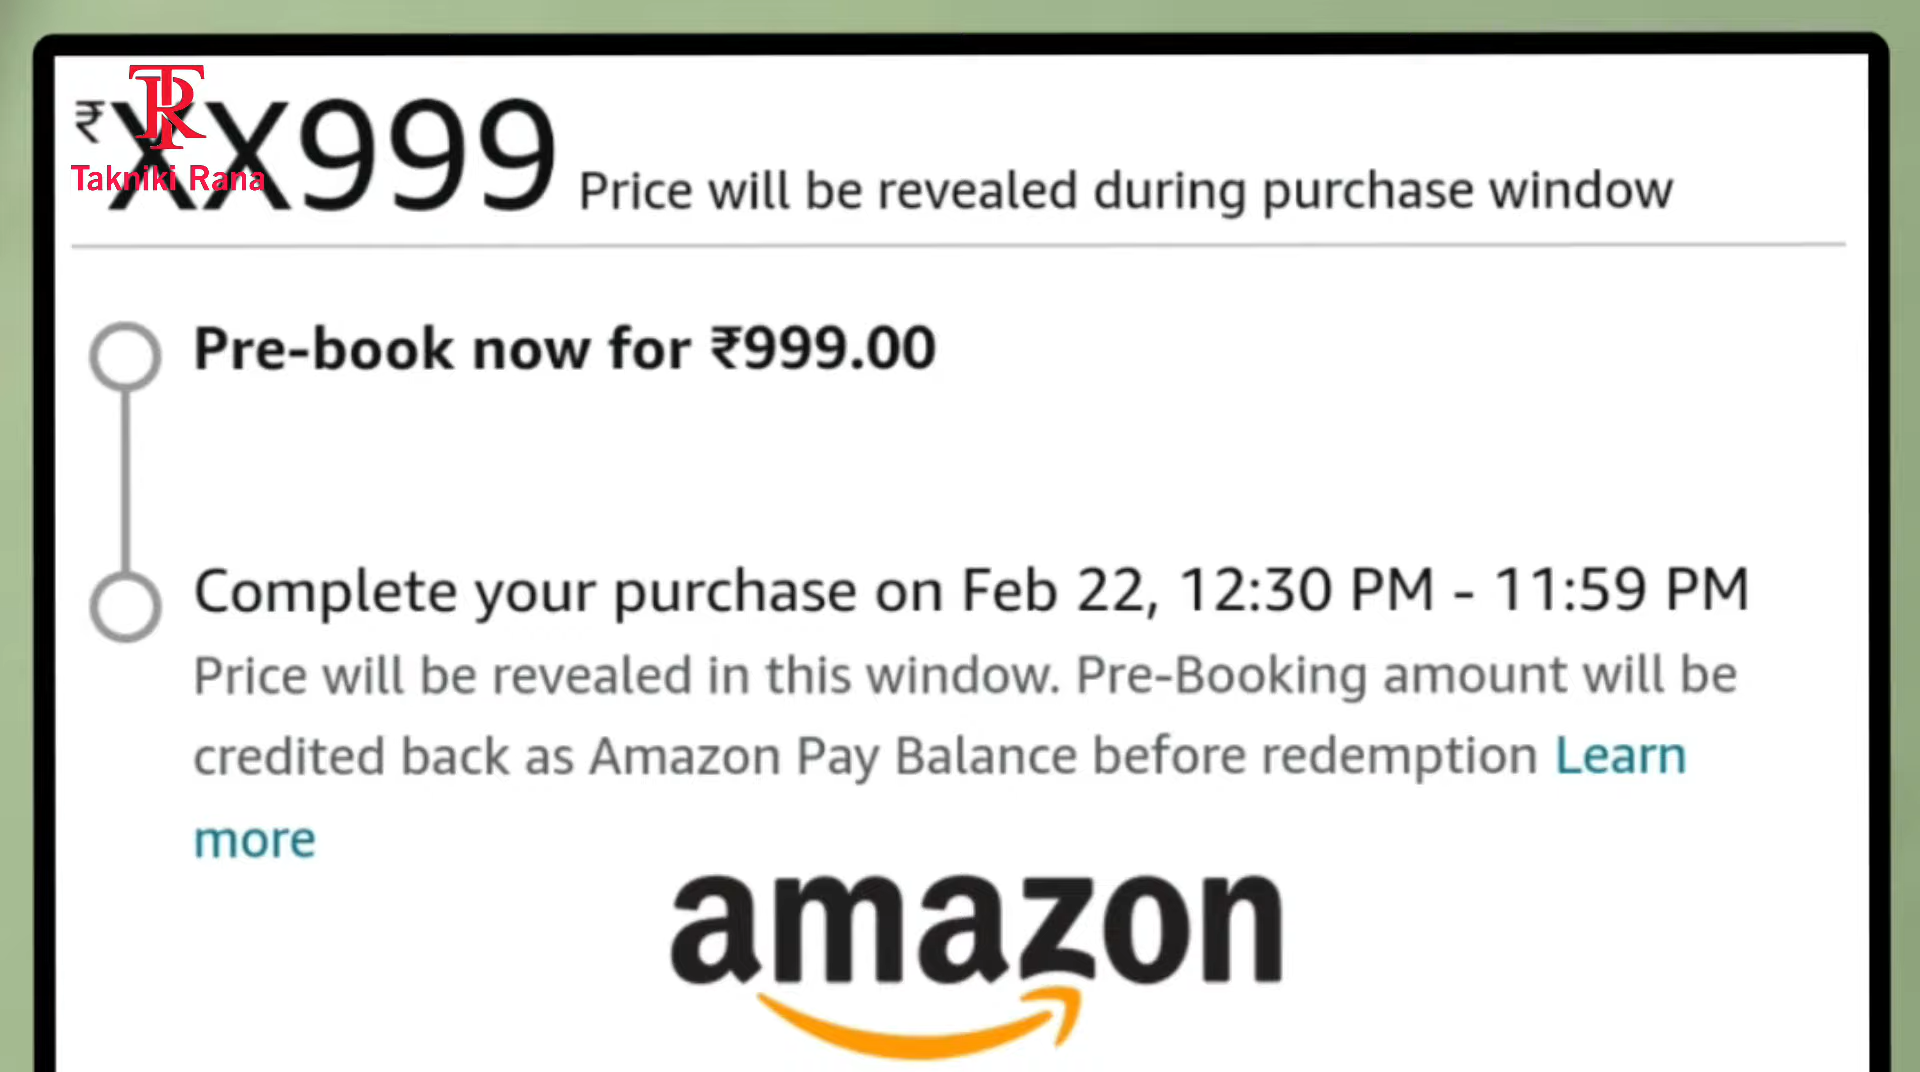 ₹XX999 Price will be revealed during purchase window
Takniki Rana
Pre-book now for ₹999.00
Complete your purchase on Feb 22, 12:30 PM - 11:59 PM
Price will be revealed in this window. Pre-Booking amount will be
credited back as Amazon Pay Balance before redemption Learn
more
amazon